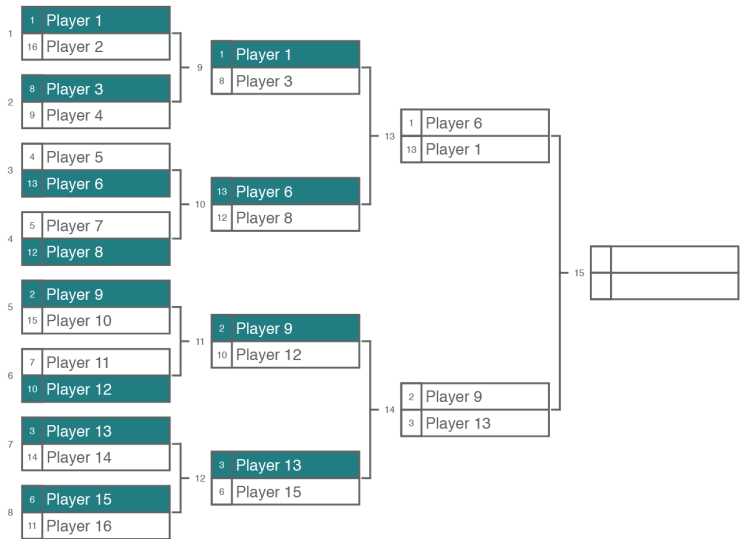 1
1 Player 1
16 Player 2
2
8 Player 3
9 Player 4
3
4 Player 5
13 Player 6
4
5 Player 7
12 Player 8
5
2 Player 9
15 Player 10
6
7 Player 11
10 Player 12
7
3 Player 13
14 Player 14
8
6 Player 15
11 Player 16
9
1 Player 1
8 Player 3
10
13 Player 6
12 Player 8
11
2 Player 9
10 Player 12
12
3 Player 13
6 Player 15
13
1 Player 6
13 Player 1
14
2 Player 9
3 Player 13
15